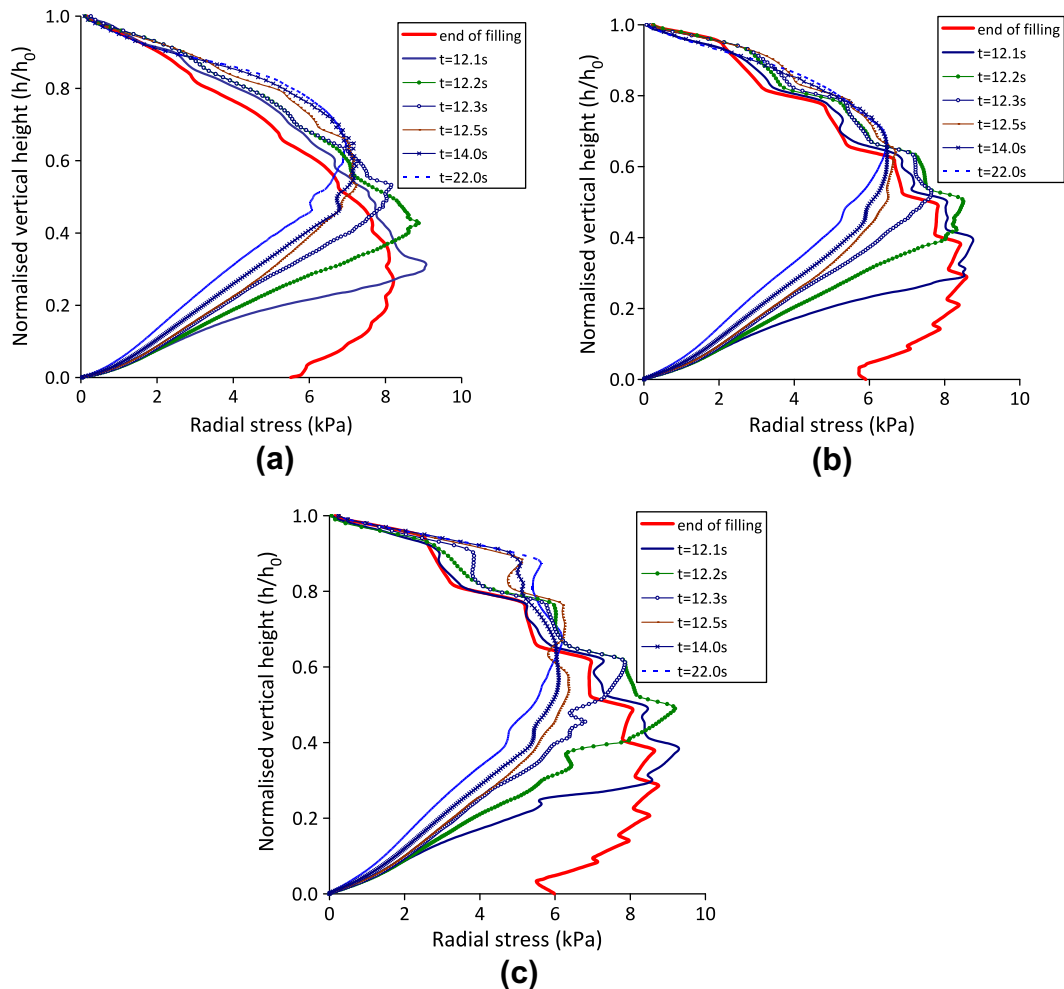 Normalised vertical height (h/h0)
1.0
0.8
0.6
0.4
0.2
0.0
0
2
4
6
8
10
Radial stress (kPa)
end of filling
t=12.1s
t=12.2s
t=12.3s
t=12.5s
t=14.0s
t=22.0s
(a)
Normalised vertical height (h/h0)
1.0
0.8
0.6
0.4
0.2
0.0
0
2
4
6
8
10
Radial stress (kPa)
end of filling
t=12.1s
t=12.2s
t=12.3s
t=12.5s
t=14.0s
t=22.0s
(b)
Normalised vertical height (h/h0)
1.0
0.8
0.6
0.4
0.2
0.0
0
2
4
6
8
10
Radial stress (kPa)
end of filling
t=12.1s
t=12.2s
t=12.3s
t=12.5s
t=14.0s
t=22.0s
(c)